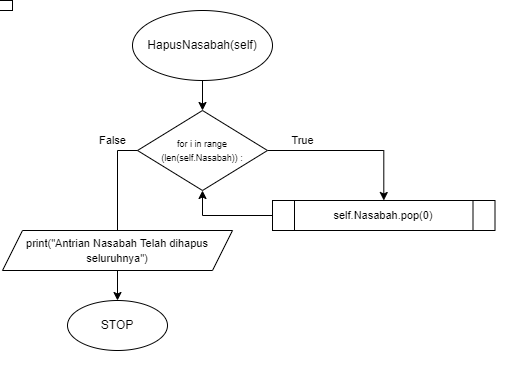 HapusNasabah(self)
for i in range
(len(self.Nasabah)) :
False
True
self.Nasabah.pop(0)
print("Antrian Nasabah Telah dihapus
seluruhnya")
STOP